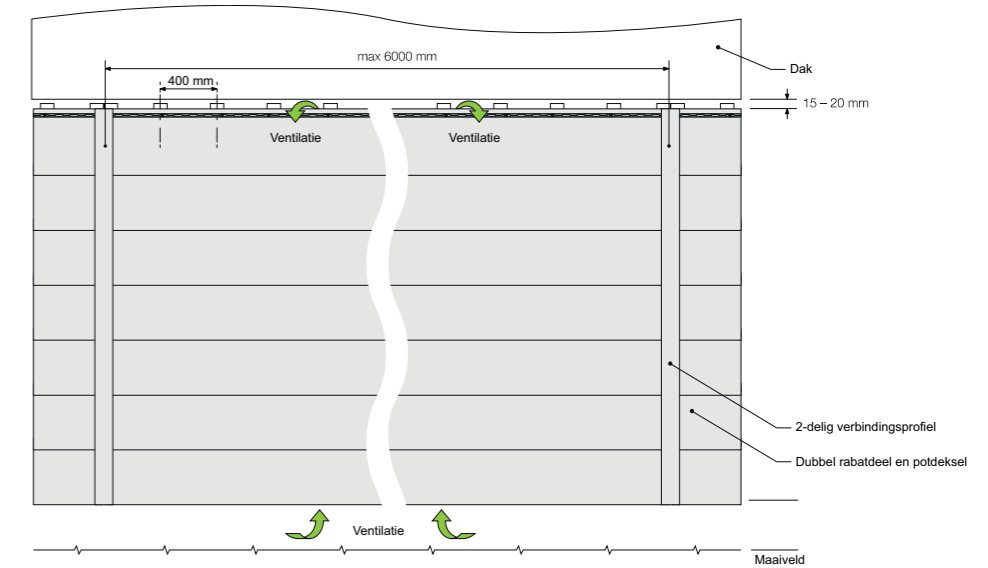 max 6000 mm
Dak
400 mm
15 – 20 mm
Ventilatie
Ventilatie
2-delig verbindingsprofiel
Dubbel rabatdeel en potdeksel
Ventilatie
Maaiveld